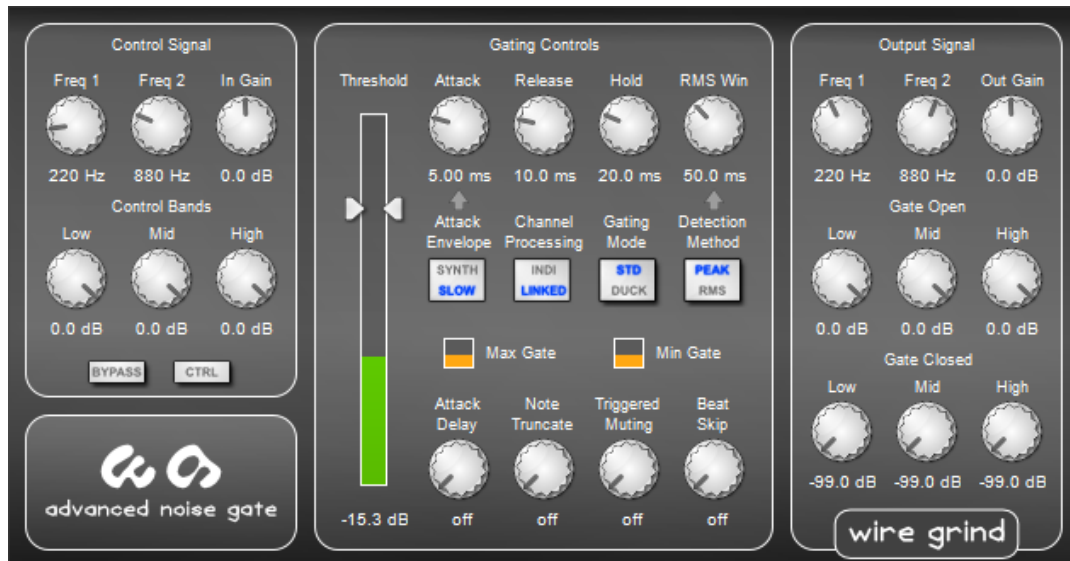 Control Signal
Freq 1 Freq 2 In Gain
220 Hz 880 Hz 0.0 dB
Control Bands
Low Mid High
0.0 dB 0.0 dB 0.0 dB
BYPASS CTRL
advanced noise gate
Gating Controls
Threshold Attack Release Hold RMS Win
5.00 ms 10.0 ms 20.0 ms 50.0 ms
Attack Channel Gating Detection
Envelope Processing Mode Method
SYNTH INDI STD PEAK
SLOW LINKED DUCK RMS
Max Gate Min Gate
Attack Note Triggered Beat
Delay Truncate Muting Skip
-15.3 dB off off off off
Output Signal
Freq 1 Freq 2 Out Gain
220 Hz 880 Hz 0.0 dB
Gate Open
Low Mid High
0.0 dB 0.0 dB 0.0 dB
Gate Closed
Low Mid High
-99.0 dB -99.0 dB -99.0 dB
wire grind